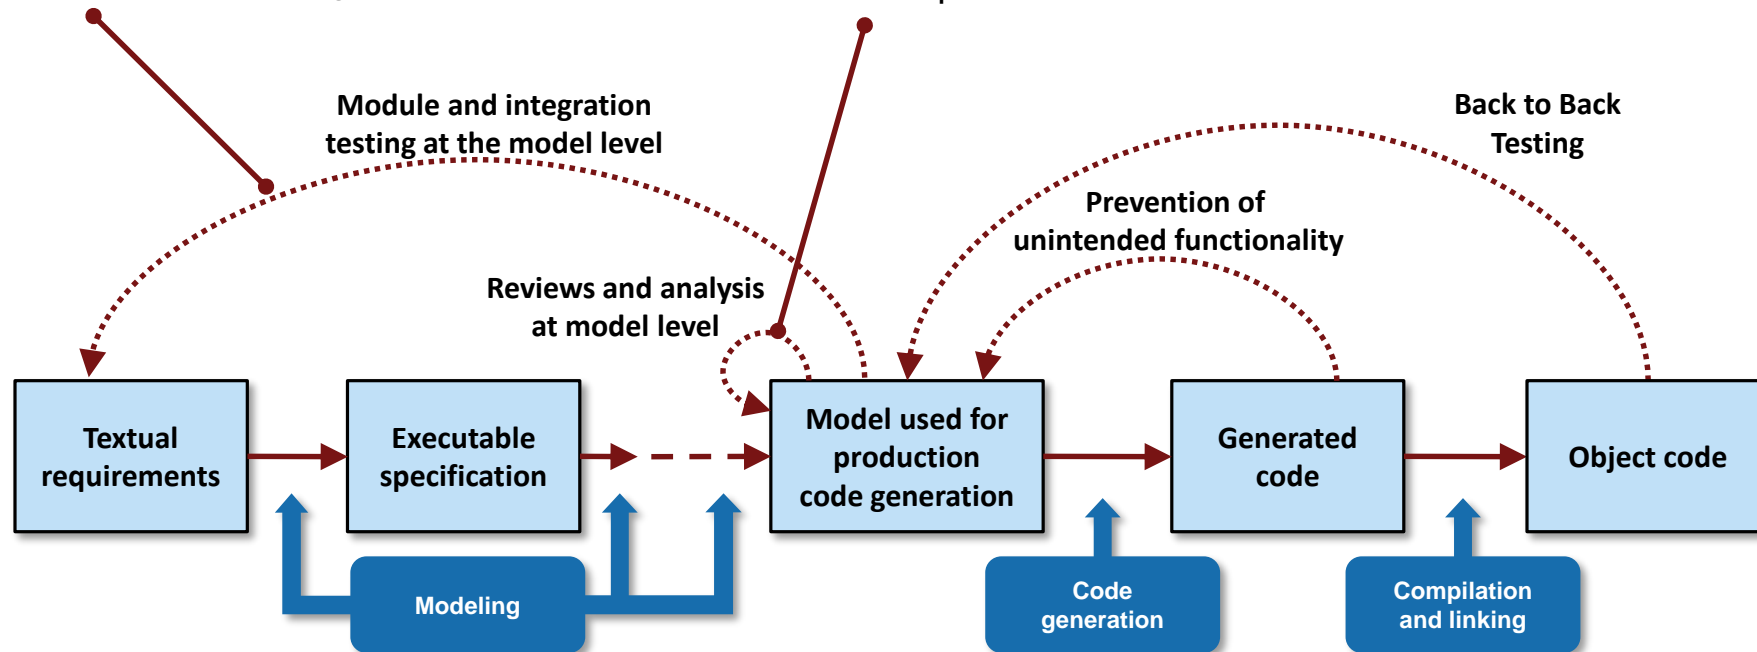 Module and integration
testing at the model level
Back to Back
Testing
Prevention of
unintended functionality
Reviews and analysis
at model level
Textual
requirements
Executable
specification
Model used for
production
code generation
Generated
code
Object code
Modeling
Code
generation
Compilation
and linking